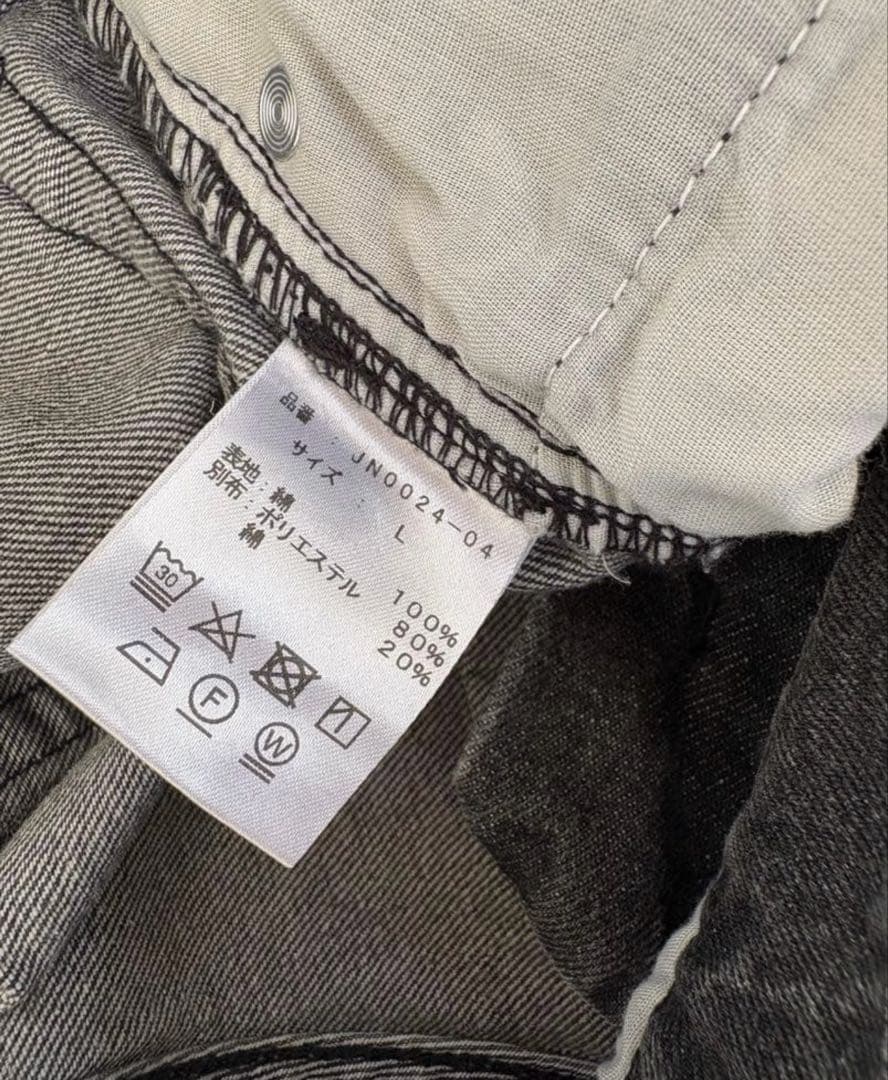 品番 : JN0024-04
サイズ : L
表地 : 綿 100%
別布 : ポリエステル 80%
綿 20%
30
F
W